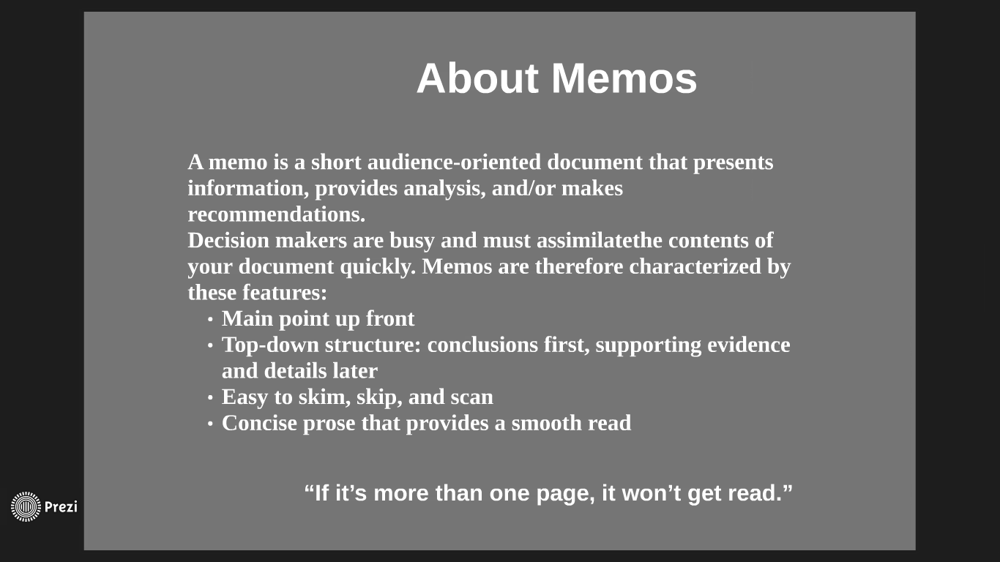 About Memos
A memo is a short audience-oriented document that presents
information, provides analysis, and/or makes
recommendations.
Decision makers are busy and must assimilatethe contents of
your document quickly. Memos are therefore characterized by
these features:
• Main point up front
• Top-down structure: conclusions first, supporting evidence
and details later
• Easy to skim, skip, and scan
• Concise prose that provides a smooth read
“If it’s more than one page, it won’t get read.”
Prezi